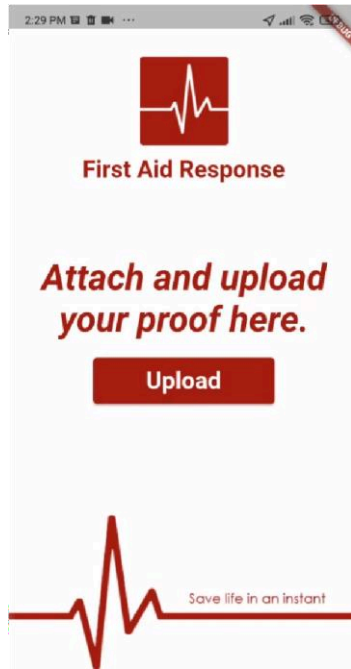 2:29 PM
First Aid Response
Attach and upload
your proof here.
Upload
Save life in an instant